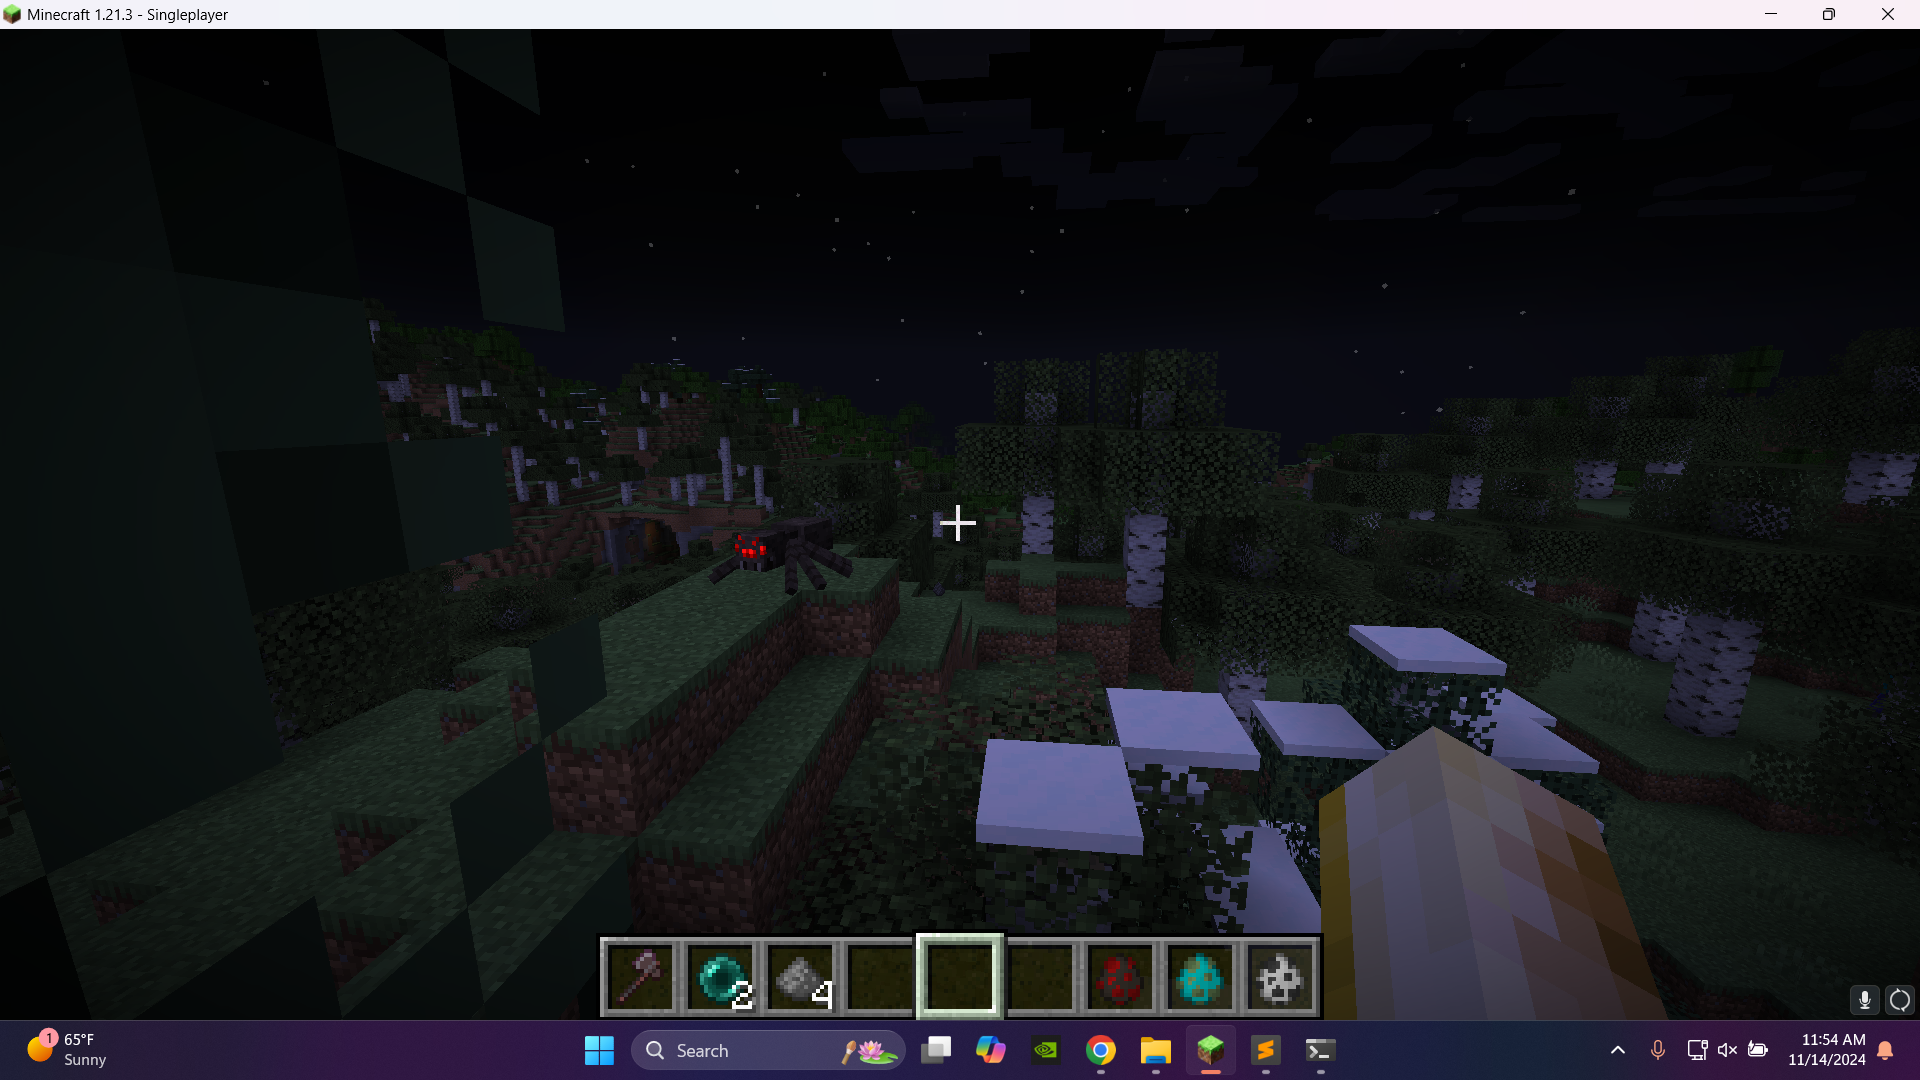 Minecraft 1.21.3 - Singleplayer
2
4
1
65°F
Sunny
Search
11:54 AM
11/14/2024